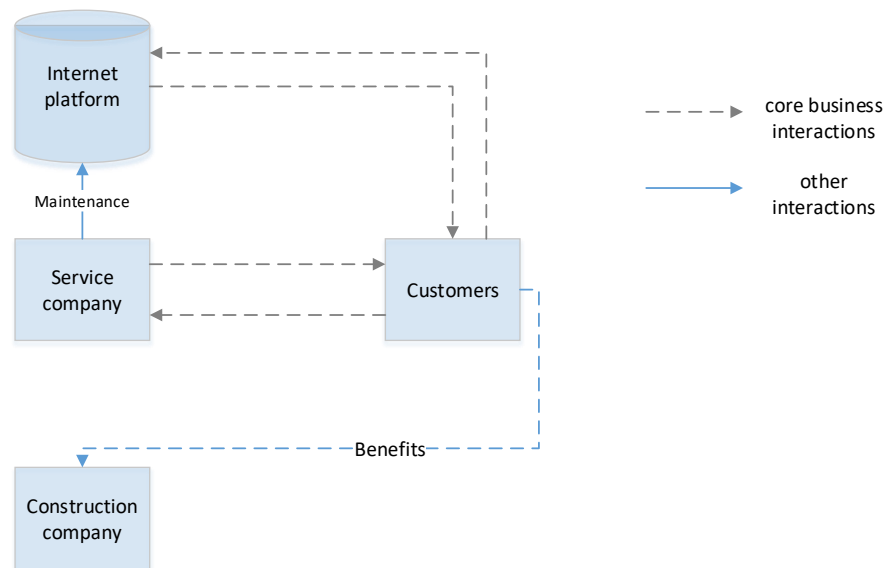 Internet
platform
core business
interactions
Maintenance
other
interactions
Service
company
Customers
Benefits
Construction
company